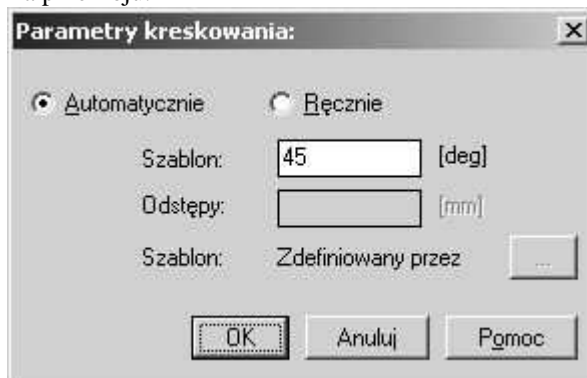 Parametry kreskowania:
Automatycznie Ręcznie
Szablon: 45 [deg]
Odstępy: [mm]
Szablon: Zdefiniowany przez ...
OK Anuluj Pomoc